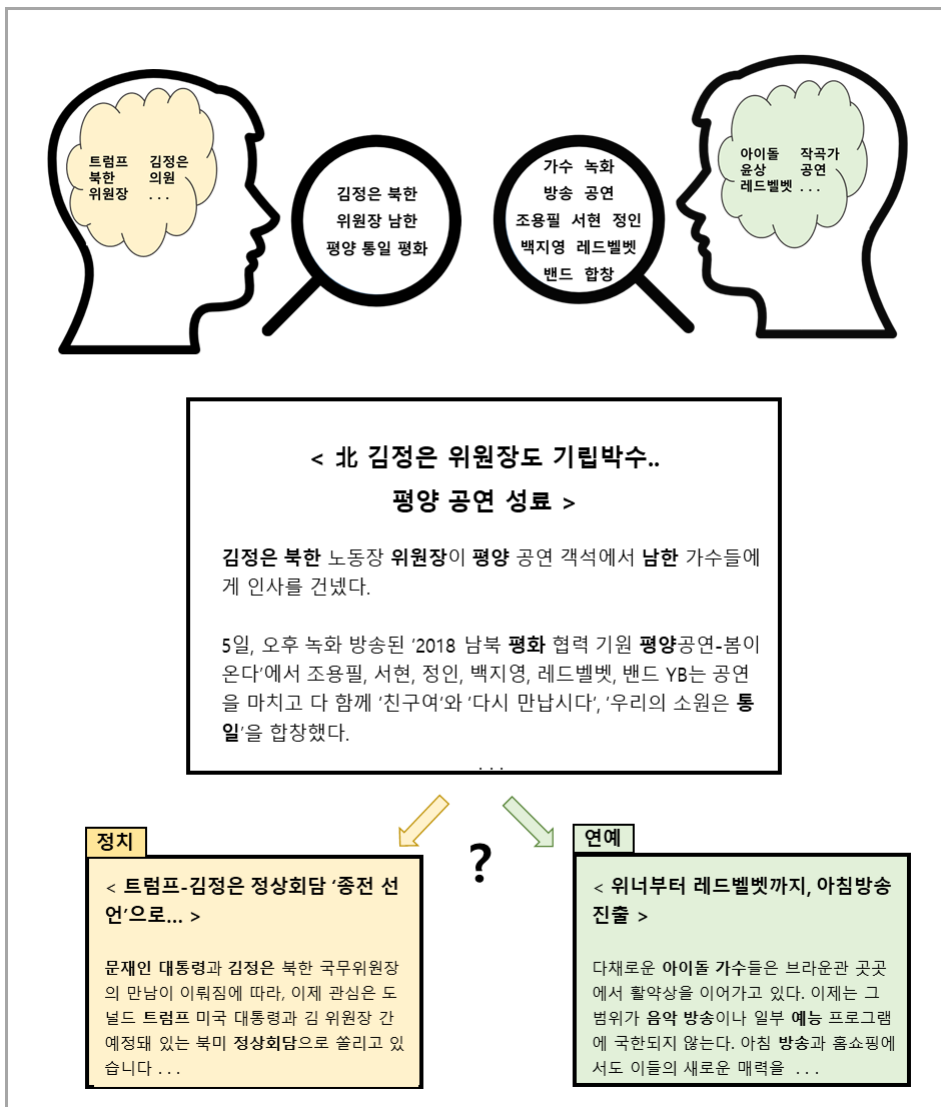 트럼프 김정은
북한 의원
위원장 ...
김정은 북한
위원장 남한
평양 통일 평화
가수 녹화
방송 공연
조용필 서현 정인
백지영 레드벨벳
밴드 합창
아이돌 작곡가
윤상 공연
레드벨벳 ...
< 北 김정은 위원장도 기립박수..
평양 공연 성료 >
김정은 북한 노동장 위원장이 평양 공연 객석에서 남한 가수들에
게 인사를 건넸다.
5일, 오후 녹화 방송된 '2018 남북 평화 협력 기원 평양공연-봄이
온다'에서 조용필, 서현, 정인, 백지영, 레드벨벳, 밴드 YB는 공연
을 마치고 다 함께 '친구여'와 '다시 만납시다', '우리의 소원은 통
일'을 합창했다.
...
?
정치
< 트럼프-김정은 정상회담 '종전 선
언'으로... >
문재인 대통령과 김정은 북한 국무위원장
의 만남이 이뤄짐에 따라, 이제 관심은 도
널드 트럼프 미국 대통령과 김 위원장 간
예정돼 있는 북미 정상회담으로 쏠리고 있
습니다 ...
연예
< 위너부터 레드벨벳까지, 아침방송
진출 >
다채로운 아이돌 가수들은 브라운관 곳곳
에서 활약상을 이어가고 있다. 이제는 그
범위가 음악 방송이나 일부 예능 프로그램
에 국한되지 않는다. 아침 방송과 홈쇼핑에
서도 이들의 새로운 매력을 ...